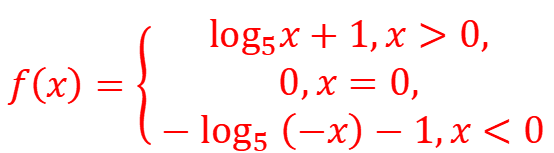 f(x) = { log₅x + 1, x > 0,
0, x = 0,
− log₅ (−x) − 1, x < 0